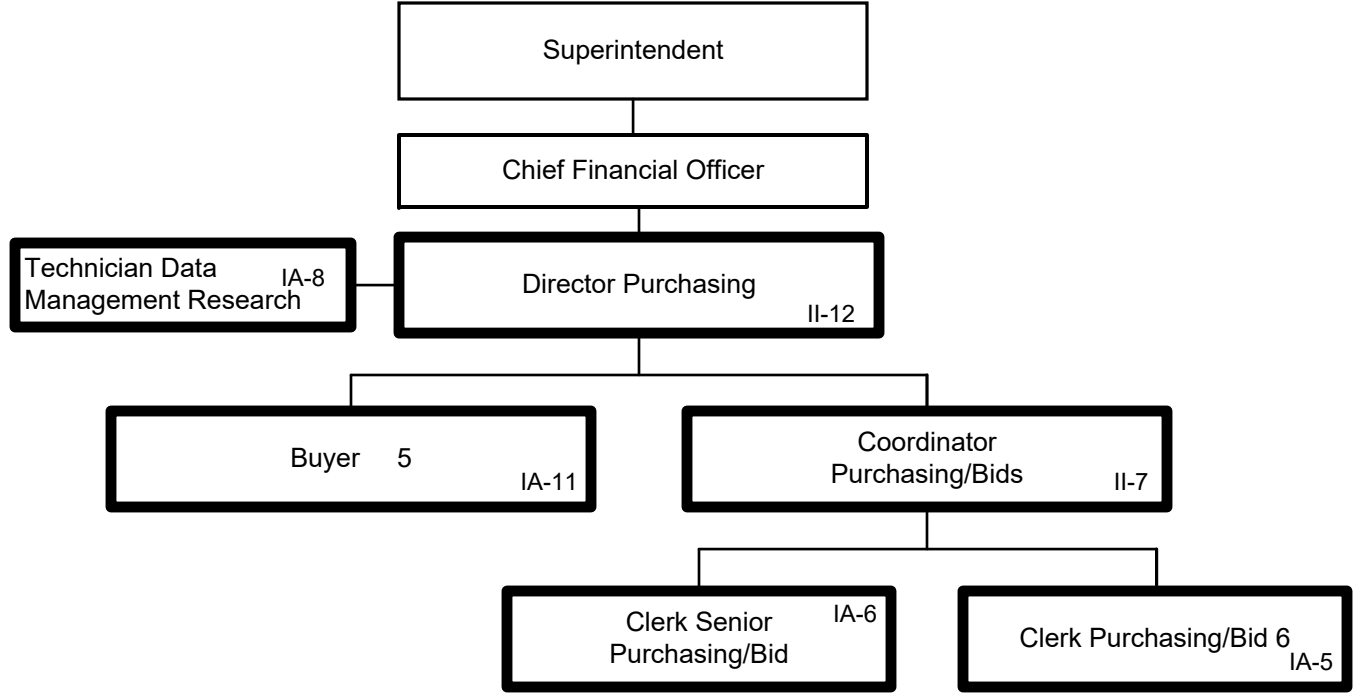 Superintendent
Chief Financial Officer
Technician Data
Management Research
IA-8
Director Purchasing
II-12
Buyer 5
IA-11
Coordinator
Purchasing/Bids
II-7
Clerk Senior
Purchasing/Bid
IA-6
Clerk Purchasing/Bid 6
IA-5